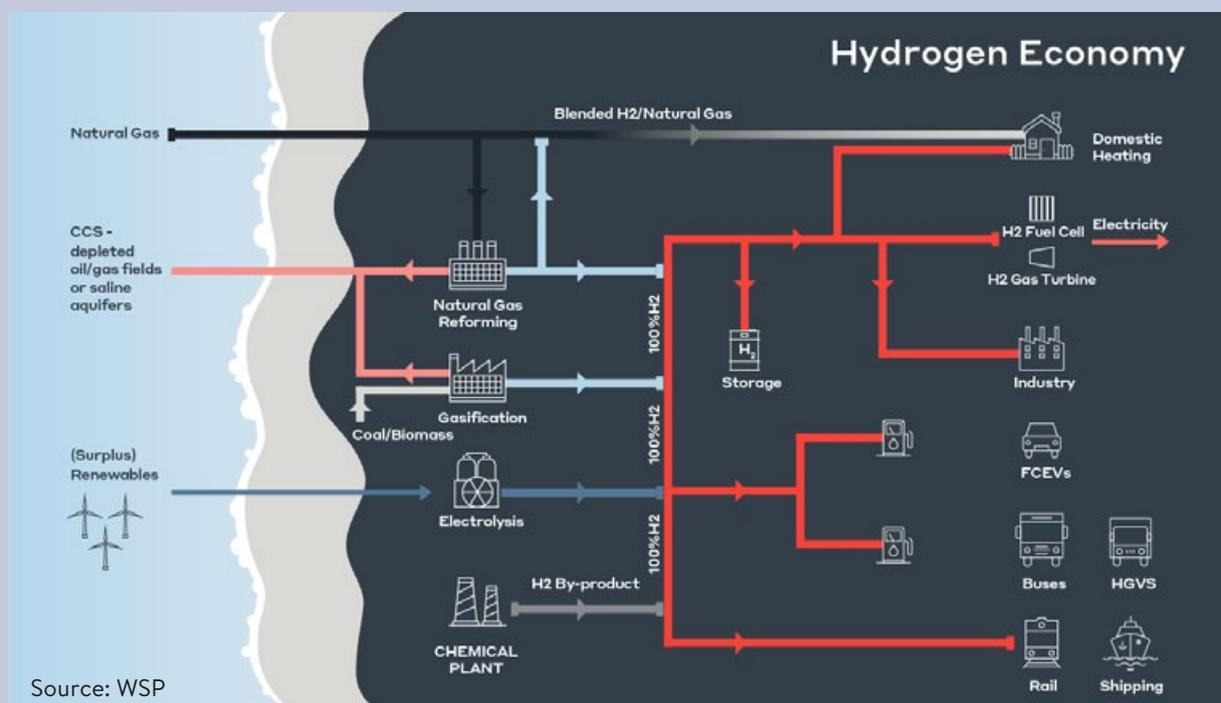 Hydrogen Economy
Blended H2/Natural Gas
Natural Gas
Domestic
Heating
CCS -
depleted
oil/gas fields
or saline
aquifers
H2 Fuel Cell
Electricity
H2 Gas Turbine
Natural Gas
Reforming
100%H2
H2
Storage
Industry
Gasification
Coal/Biomass
100%H2
(Surplus)
Renewables
FCEVs
Electrolysis
100%H2
H2 By-product
Buses
HGVS
CHEMICAL
PLANT
Rail
Shipping
Source: WSP